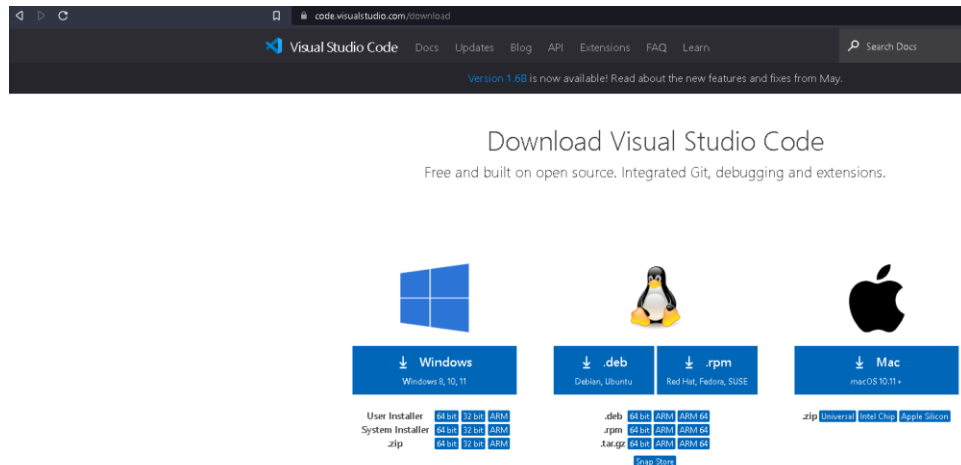 code.visualstudio.com/download
Visual Studio Code Docs Updates Blog API Extensions FAQ Learn Search Docs
Version 1.68 is now available! Read about the new features and fixes from May.
Download Visual Studio Code
Free and built on open source. Integrated Git, debugging and extensions.
Windows
Windows 8, 10, 11
User Installer 64 bit 32 bit ARM
System Installer 64 bit 32 bit ARM
.zip 64 bit 32 bit ARM
.deb
Debian, Ubuntu
.rpm
Red Hat, Fedora, SUSE
.deb 64 bit ARM ARM 64
.rpm 64 bit ARM ARM 64
.tar.gz 64 bit ARM ARM 64
Snap Store
Mac
macOS 10.11+
.zip Universal Intel Chip Apple Silicon